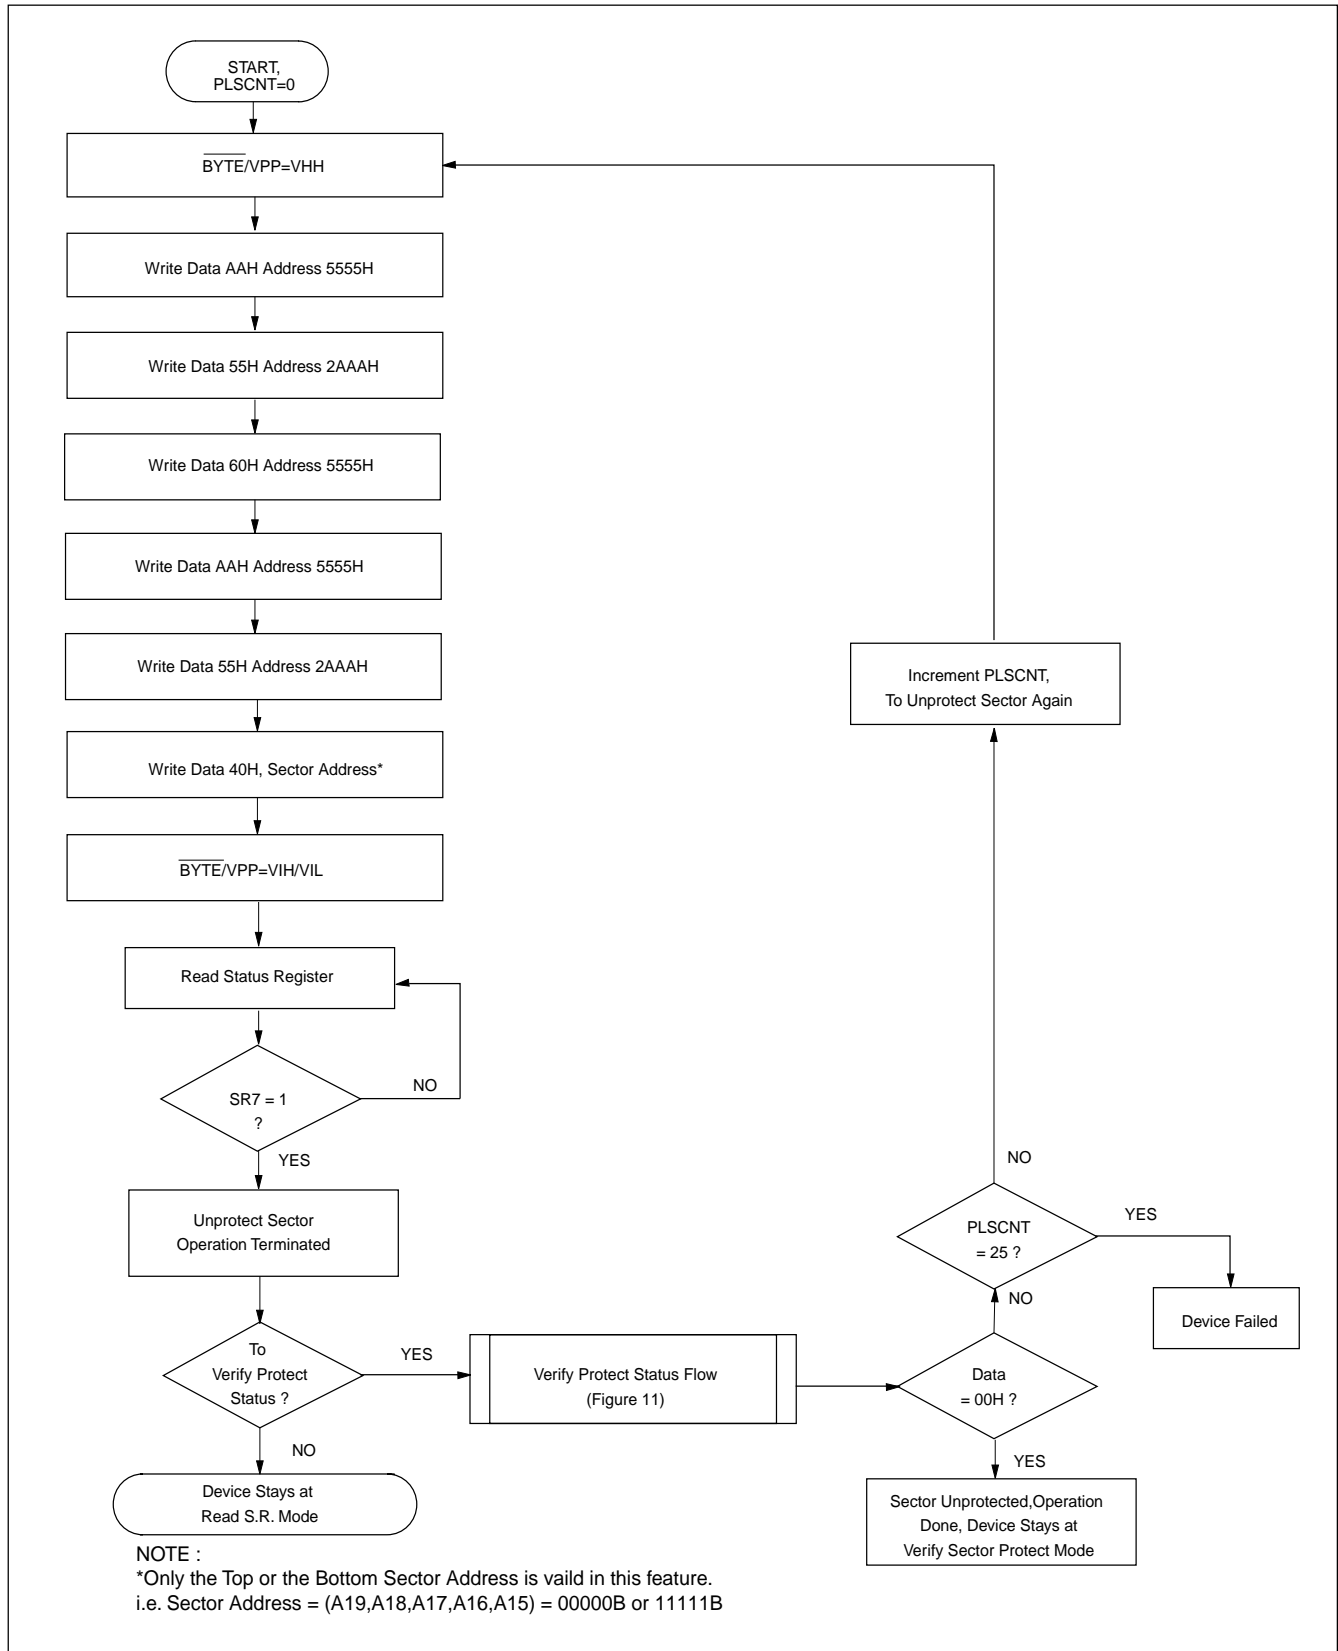 START,
PLSCNT=0
BYTE/VPP=VHH
Write Data AAH Address 5555H
Write Data 55H Address 2AAAH
Write Data 60H Address 5555H
Write Data AAH Address 5555H
Write Data 55H Address 2AAAH
Write Data 40H, Sector Address*
BYTE/VPP=VIH/VIL
Read Status Register
SR7 = 1
?
NO
YES
Unprotect Sector
Operation Terminated
To
Verify Protect
Status ?
YES
NO
Device Stays at
Read S.R. Mode
Verify Protect Status Flow
(Figure 11)
Data
= 00H ?
NO
YES
Sector Unprotected,Operation
Done, Device Stays at
Verify Sector Protect Mode
PLSCNT
= 25 ?
YES
Device Failed
NO
Increment PLSCNT,
To Unprotect Sector Again
NOTE :
*Only the Top or the Bottom Sector Address is vaild in this feature.
i.e. Sector Address = (A19,A18,A17,A16,A15) = 00000B or 11111B